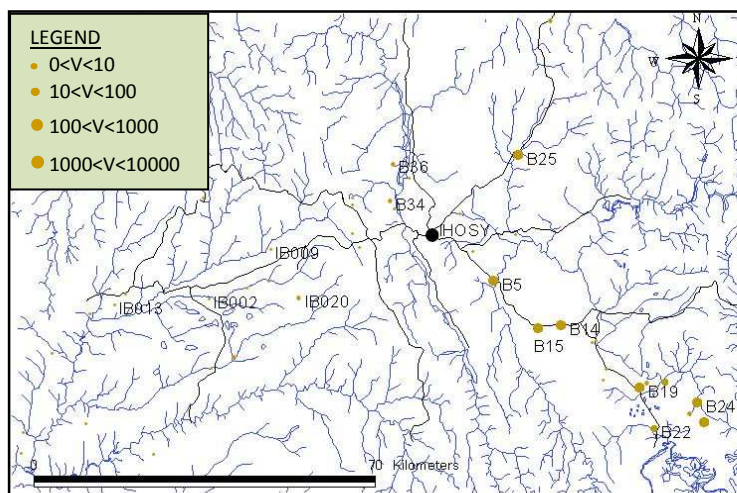 LEGEND
0<V<10
10<V<100
100<V<1000
1000<V<10000
N
W E
S
B36
B25
B34
IHOSY
IB009
B5
IB002
IB020
IB013
B14
B15
B19
B24
B22
0 70 Kilometers